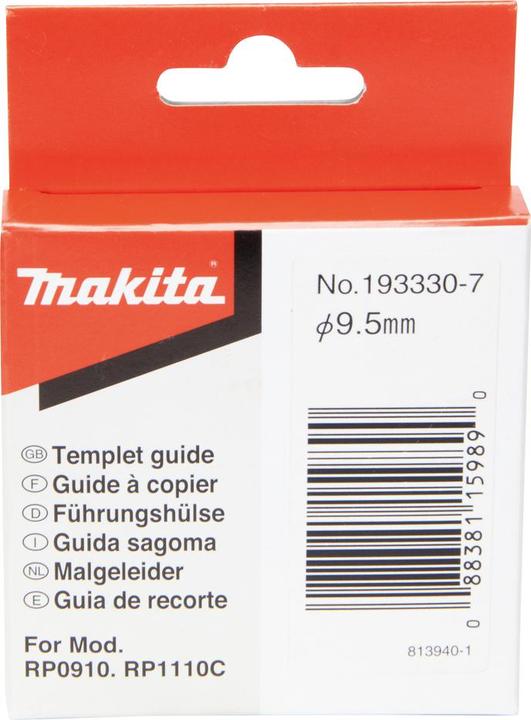 makita
No.193330-7
ϕ9.5mm
GB Templet guide
F Guide à copier
D Führungshülse
I Guida sagoma
NL Malgeleider
E Guia de recorte
For Mod.
RP0910. RP1110C
0 88381 15989 0
813940-1